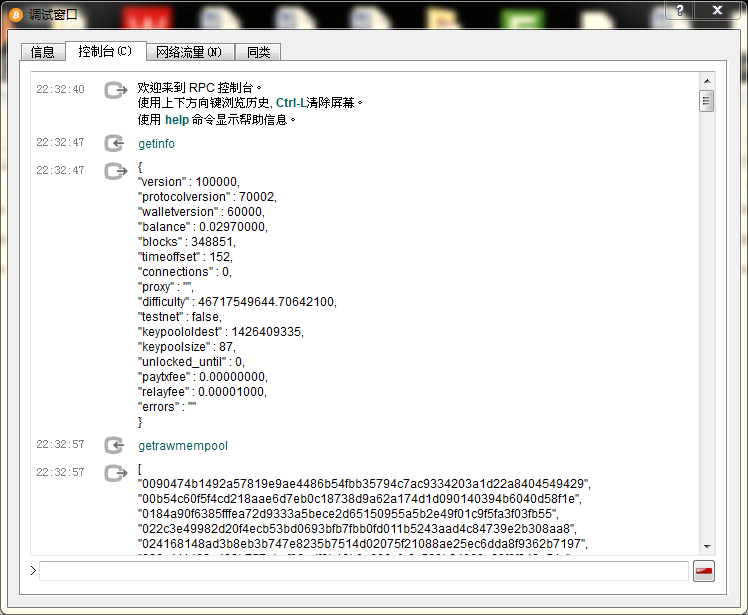 调试窗口
信息 控制台(C) 网络流量(N) 同类
22:32:40 欢迎来到 RPC 控制台。
使用上下方向键浏览历史, Ctrl-L清除屏幕。
使用 help 命令显示帮助信息。
22:32:47 getinfo
22:32:47 {
"version" : 100000,
"protocolversion" : 70002,
"walletversion" : 60000,
"balance" : 0.02970000,
"blocks" : 348851,
"timeoffset" : 152,
"connections" : 0,
"proxy" : "",
"difficulty" : 46717549644.70642100,
"testnet" : false,
"keypoololdest" : 1426409335,
"keypoolsize" : 87,
"unlocked_until" : 0,
"paytxfee" : 0.00000000,
"relayfee" : 0.00001000,
"errors" : ""
}
22:32:57 getrawmempool
22:32:57 [
"0090474b1492a57819e9ae4486b54fbb35794c7ac9334203a1d22a8404549429",
"00b54c60f5f4cd218aae6d7eb0c18738d9a62a174d1d090140394b6040d58f1e",
"0184a90f6385fffea72d9333a5bece2d65150955a5b2e49f01c9f5fa3f03fb55",
"022c3e49982d20f4ecb53bd0693bfb7fbb0fd011b5243aad4c84739e2b308aa8",
"024168148ad3b8eb3b747e8235b7514d02075f21088ae25ec6dda8f9362b7197",
>